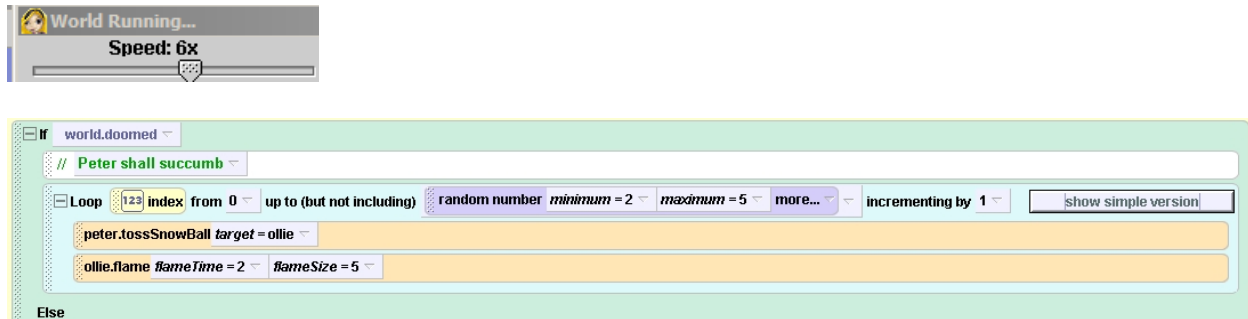 World Running...
Speed: 6x
If world.doomed
// Peter shall succumb
Loop 123 index from 0 up to (but not including) random number minimum = 2 maximum = 5 more... incrementing by 1 show simple version
peter.tossSnowBall target = ollie
ollie.flame flameTime = 2 flameSize = 5
Else